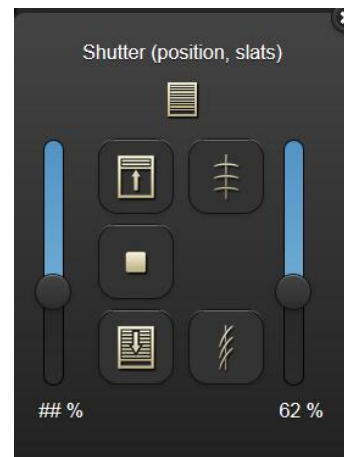 Shutter (position, slats)
## %
62 %